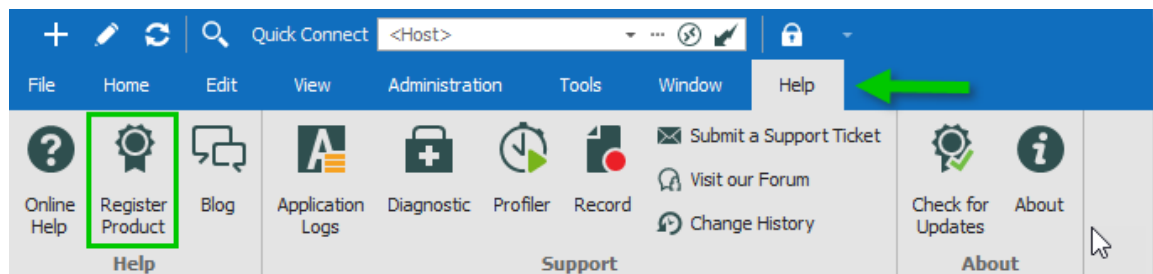 Quick Connect <Host>
File Home Edit View Administration Tools Window Help
Online Help
Register Product
Blog
Application Logs
Diagnostic
Profiler
Record
Submit a Support Ticket
Visit our Forum
Change History
Check for Updates
About
Help Support About